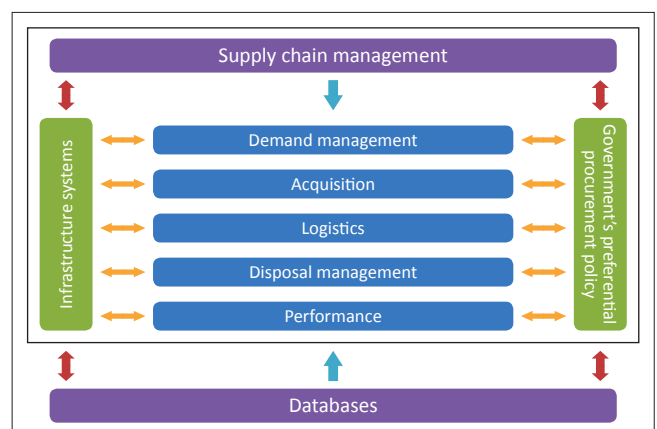 Supply chain management
Infrastructure systems
Demand management
Acquisition
Logistics
Disposal management
Performance
Government's preferential
procurement policy
Databases